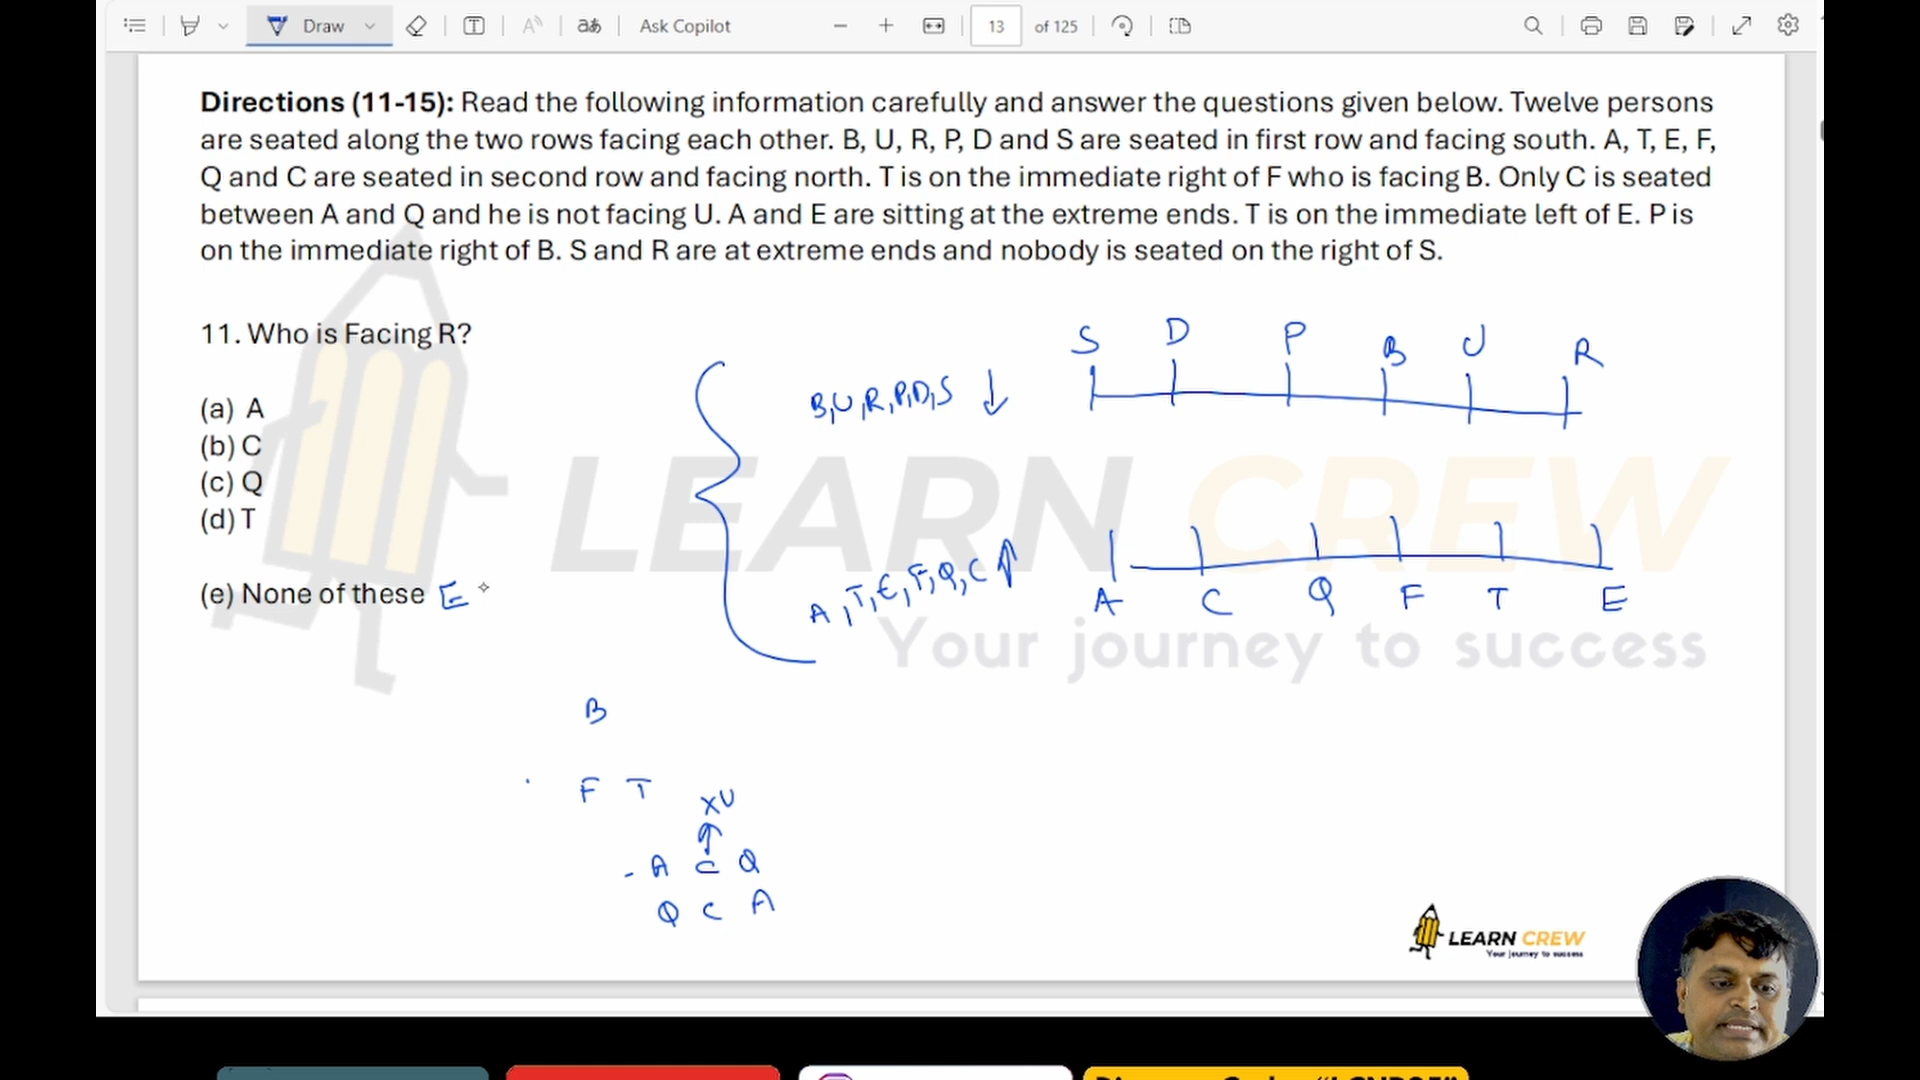 Draw
Ask Copilot
13
of 125
Directions (11-15): Read the following information carefully and answer the questions given below. Twelve persons
are seated along the two rows facing each other. B, U, R, P, D and S are seated in first row and facing south. A, T, E, F,
Q and C are seated in second row and facing north. T is on the immediate right of F who is facing B. Only C is seated
between A and Q and he is not facing U. A and E are sitting at the extreme ends. T is on the immediate left of E. P is
on the immediate right of B. S and R are at extreme ends and nobody is seated on the right of S.
11. Who is Facing R?
S D P B U R
(a) A
B, U, R, P, D, S
(b) C
(c) Q
(d) T
A, T, E, F, Q, C
(e) None of these E
A C Q F T E
LEARN CREW
Your journey to success
B
F T
XU
- A C Q
Q C A
LEARN CREW
Your journey to success